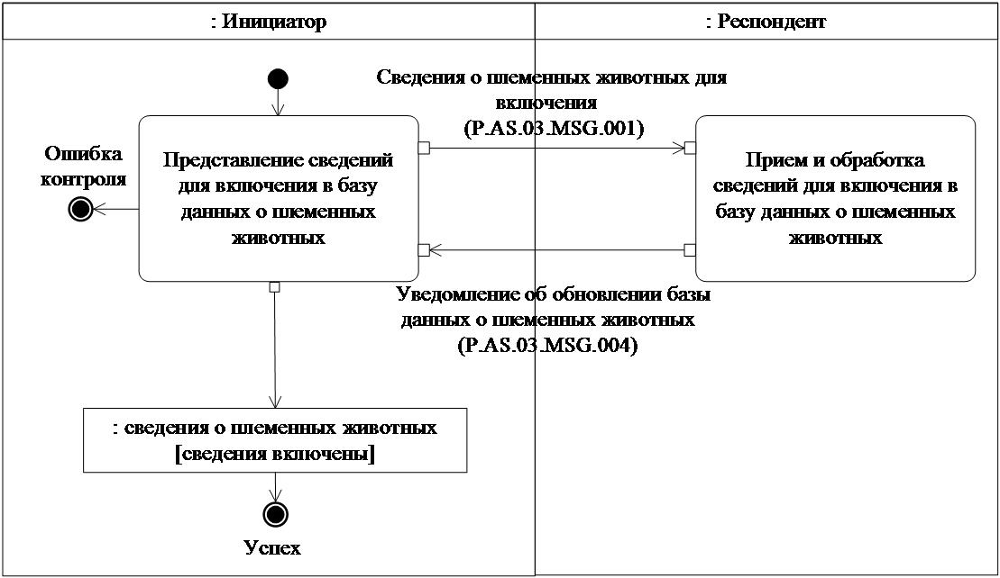 : Инициатор
: Респондент
Сведения о племенных животных для
включения
(P.AS.03.MSG.001)
Ошибка
контроля
Представление сведений
для включения в базу
данных о племенных
животных
Прием и обработка
сведений для включения в
базу данных о племенных
животных
Уведомление об обновлении базы
данных о племенных животных
(P.AS.03.MSG.004)
: сведения о племенных животных
[сведения включены]
Успех